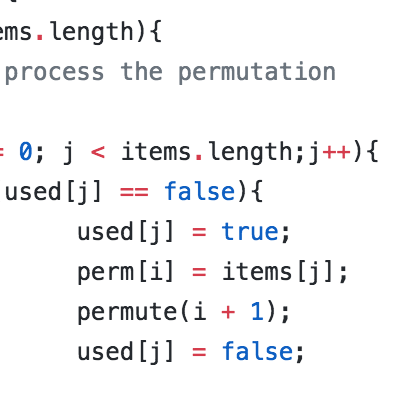 ems.length){
process the permutation
= 0; j < items.length;j++){
used[j] == false){
used[j] = true;
perm[i] = items[j];
permute(i + 1);
used[j] = false;